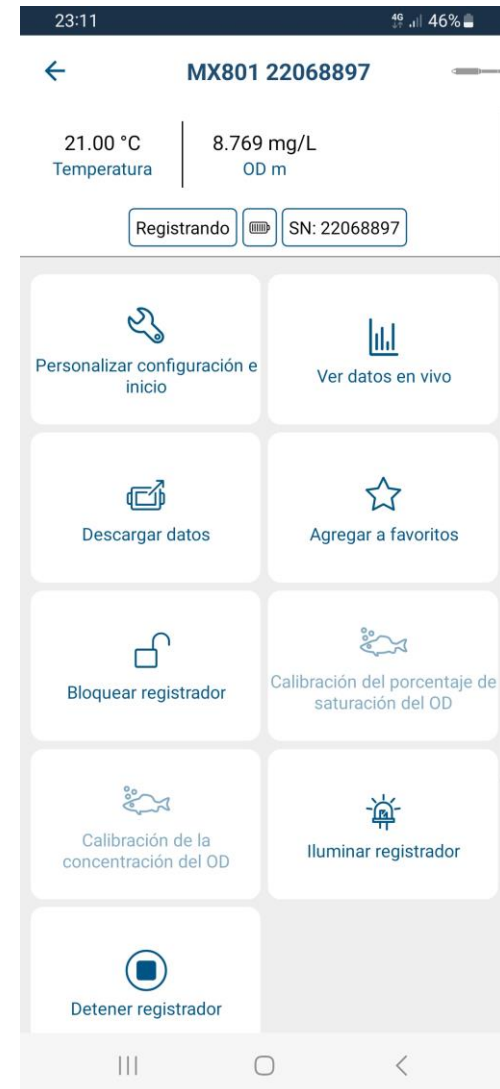 23:11
4G 46%
MX801 22068897
21.00 °C
8.769 mg/L
Temperatura
OD m
Registrando
SN: 22068897
Personalizar configuración e
inicio
Ver datos en vivo
Descargar datos
Agregar a favoritos
Bloquear registrador
Calibración del porcentaje de
saturación del OD
Calibración de la
concentración del OD
Iluminar registrador
Detener registrador